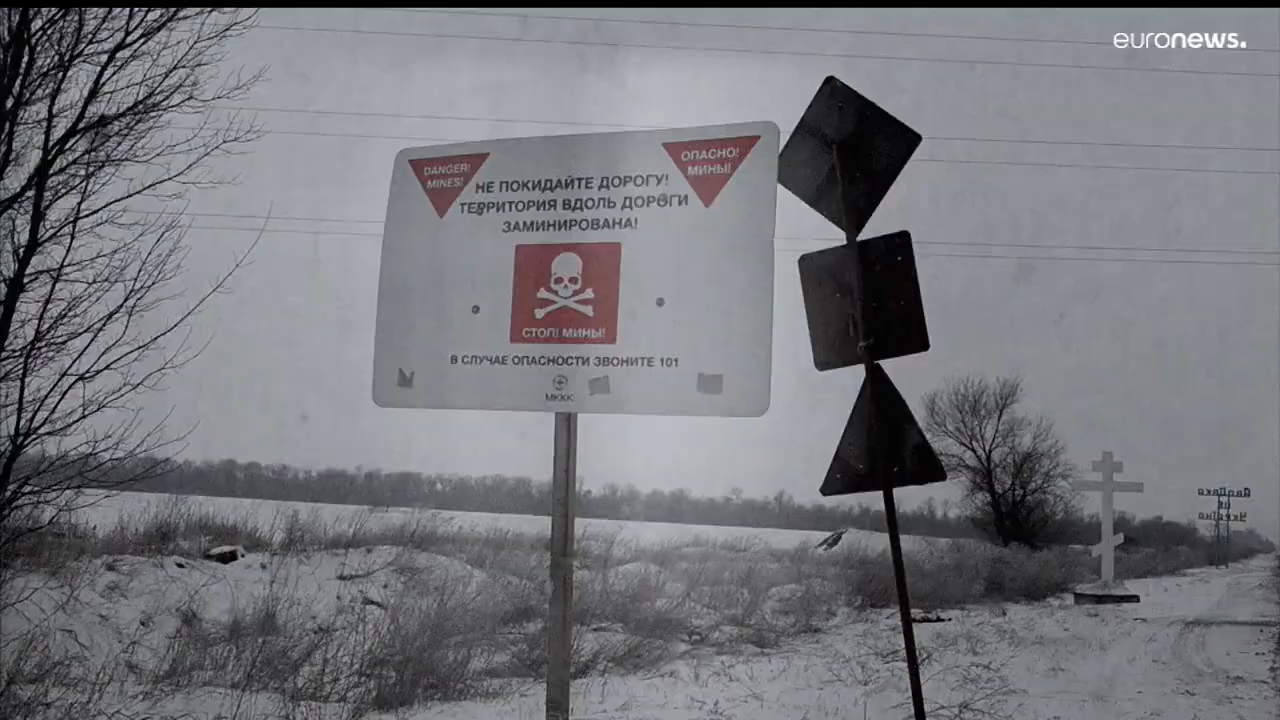 euronews.
DANGER!
MINES!
ОПАСНО!
МИНЫ!
НЕ ПОКИДАЙТЕ ДОРОГУ!
ТЕРРИТОРИЯ ВДОЛЬ ДОРОГИ
ЗАМИНИРОВАНА!
СТОП! МИНЫ!
В СЛУЧАЕ ОПАСНОСТИ ЗВОНИТЕ 101
МККК